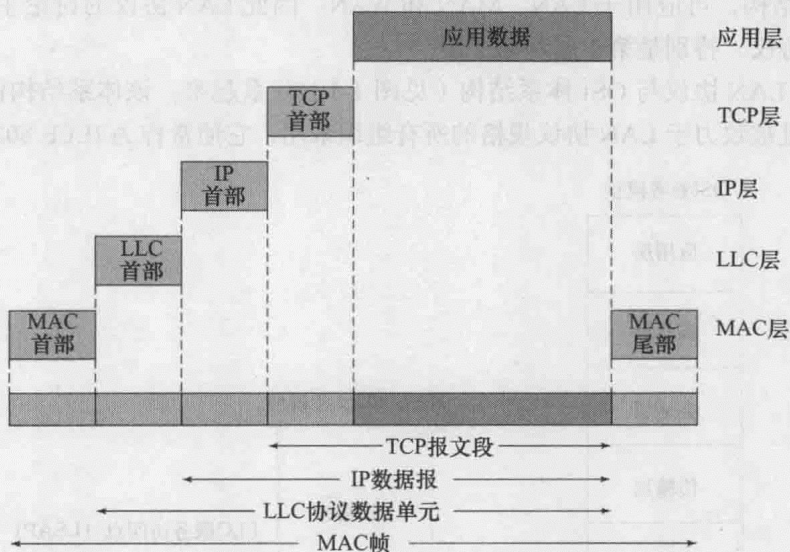 应用数据
应用层
TCP
首部
TCP层
IP
首部
IP层
LLC
首部
LLC层
MAC
首部
MAC
尾部
MAC层
TCP报文段
IP数据报
LLC协议数据单元
MAC帧